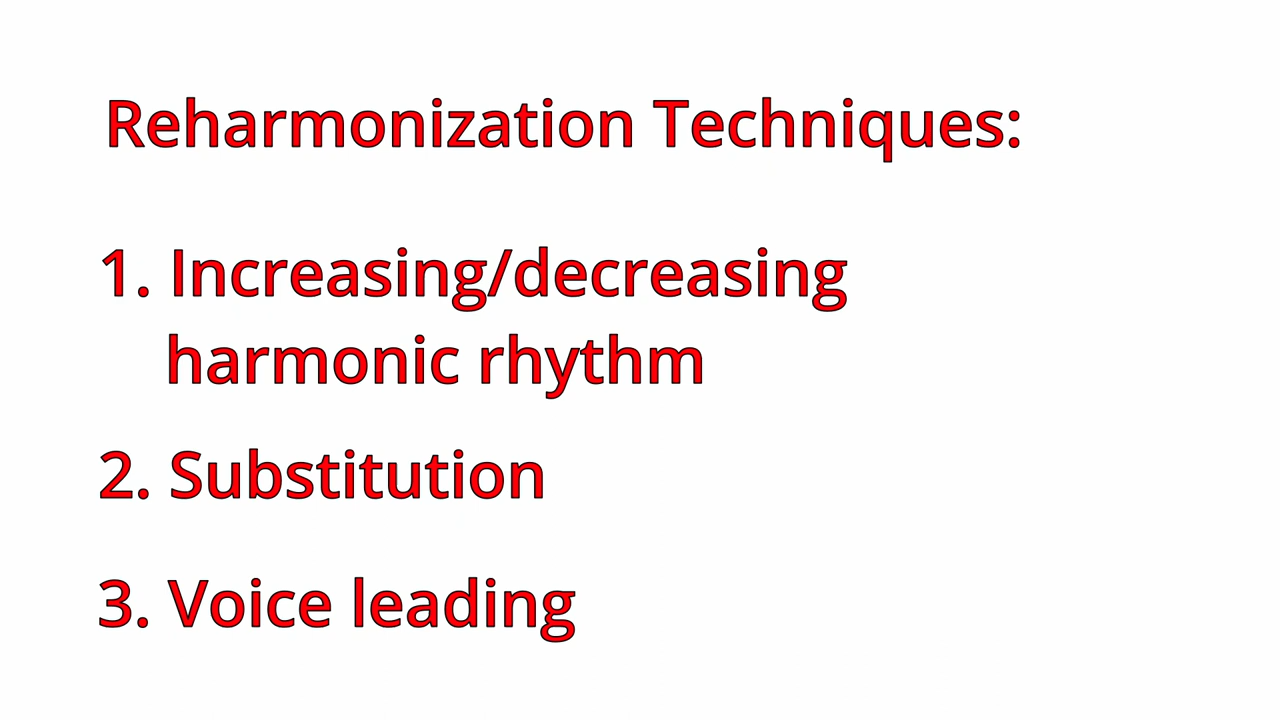 Reharmonization Techniques:
1. Increasing/decreasing
harmonic rhythm
2. Substitution
3. Voice leading